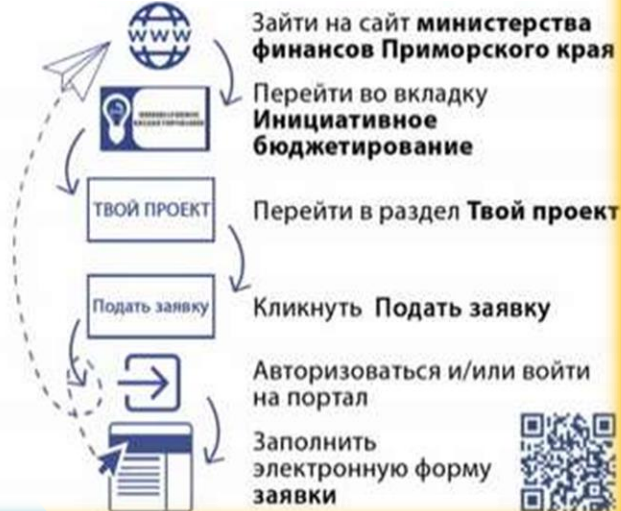 www
Зайти на сайт министерства
финансов Приморского края
Перейти во вкладку
Инициативное
бюджетирование
ТВОЙ ПРОЕКТ
Перейти в раздел Твой проект
Подать заявку
Кликнуть Подать заявку
Авторизоваться и/или войти
на портал
Заполнить
электронную форму
заявки